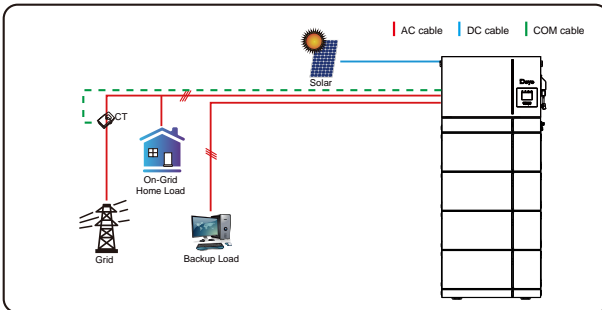 AC cable
DC cable
COM cable
Solar
Deye
CT
On-Grid
Home Load
Grid
Backup Load